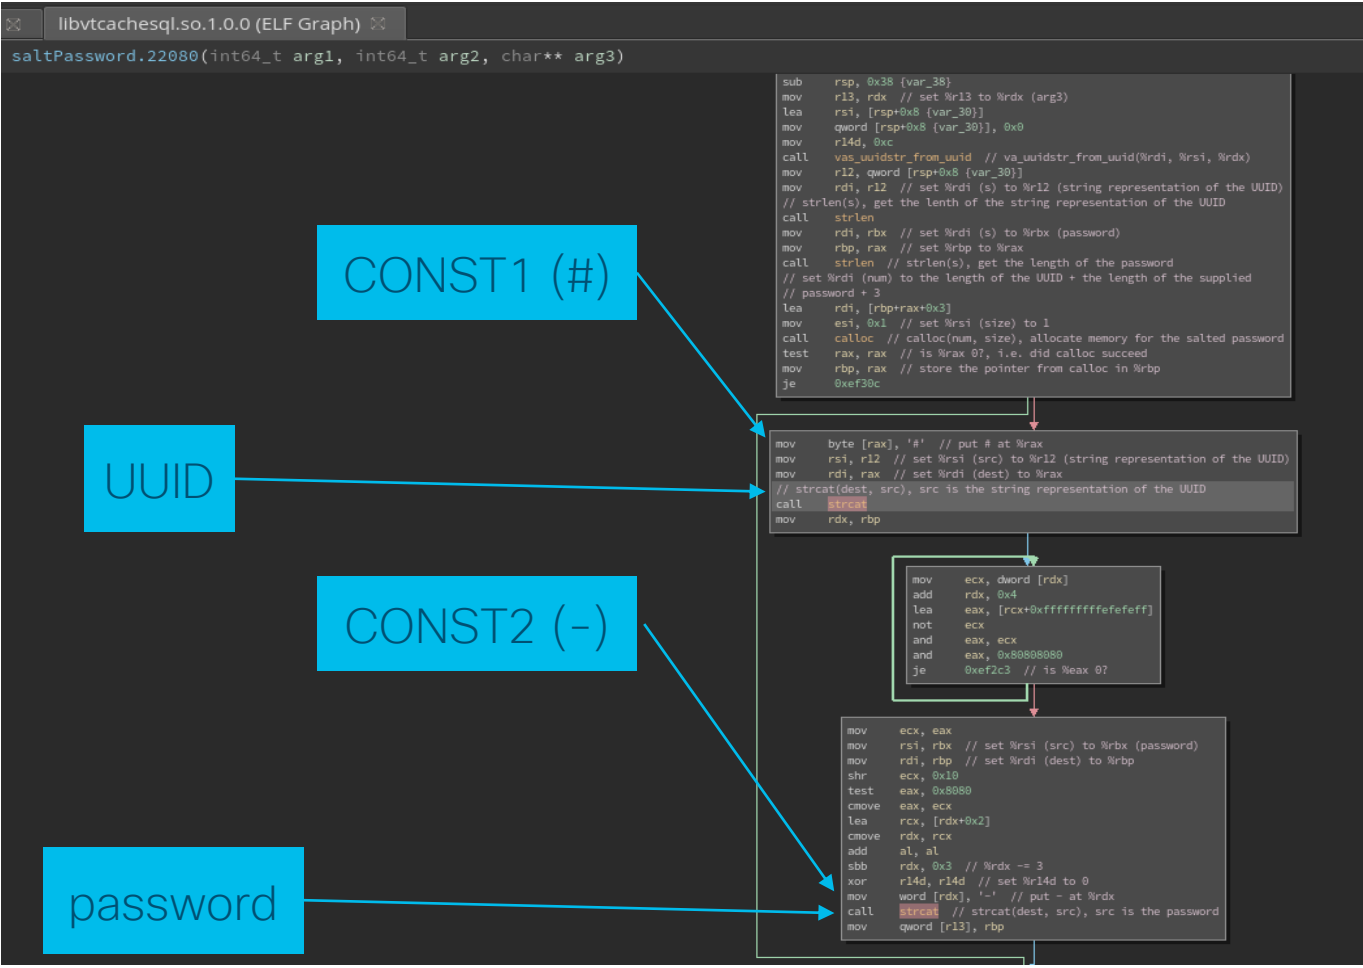 libvtcachesql.so.1.0.0 (ELF Graph)
saltPassword.22080(int64_t arg1, int64_t arg2, char** arg3)
sub rsp, 0x38 {var_38}
mov r13, rdx // set %r13 to %rdx (arg3)
lea rsi, [rsp+0x8 {var_30}]
mov qword [rsp+0x8 {var_30}], 0x0
mov r14d, 0xc
call vas_uuidstr_from_uuid // va_uuidstr_from_uuid(%rdi, %rsi, %rdx)
mov r12, qword [rsp+0x8 {var_30}]
mov rdi, r12 // set %rdi (s) to %r12 (string representation of the UUID)
// strlen(s), get the lenth of the string representation of the UUID
call strlen
mov rdi, rbx // set %rdi (s) to %rbx (password)
mov rbp, rax // set %rbp to %rax
call strlen // strlen(s), get the length of the password
// set %rdi (num) to the length of the UUID + the length of the supplied
// password + 3
lea rdi, [rbp+rax+0x3]
mov esi, 0x1 // set %rsi (size) to 1
call calloc // calloc(num, size), allocate memory for the salted password
test rax, rax // is %rax 0?, i.e. did calloc succeed
mov rbp, rax // store the pointer from calloc in %rbp
je 0xef30c
CONST1 (#)
mov byte [rax], '#' // put # at %rax
mov rsi, r12 // set %rsi (src) to %r12 (string representation of the UUID)
mov rdi, rax // set %rdi (dest) to %rax
// strcat(dest, src), src is the string representation of the UUID
call strcat
mov rdx, rbp
UUID
mov ecx, dword [rdx]
add rdx, 0x4
lea eax, [rcx+0xfffffffffefefeff]
not ecx
and eax, ecx
and eax, 0x80808080
je 0xef2c3 // is %eax 0?
CONST2 (-)
mov ecx, eax
mov rsi, rbx // set %rsi (src) to %rbx (password)
mov rdi, rbp // set %rdi (dest) to %rbp
shr ecx, 0x10
test eax, 0x8080
cmove eax, ecx
lea rcx, [rdx+0x2]
cmove rdx, rcx
add al, al
sbb rdx, 0x3 // %rdx -= 3
xor r14d, r14d // set %r14d to 0
mov word [rdx], '-' // put - at %rdx
call strcat // strcat(dest, src), src is the password
mov qword [r13], rbp
password